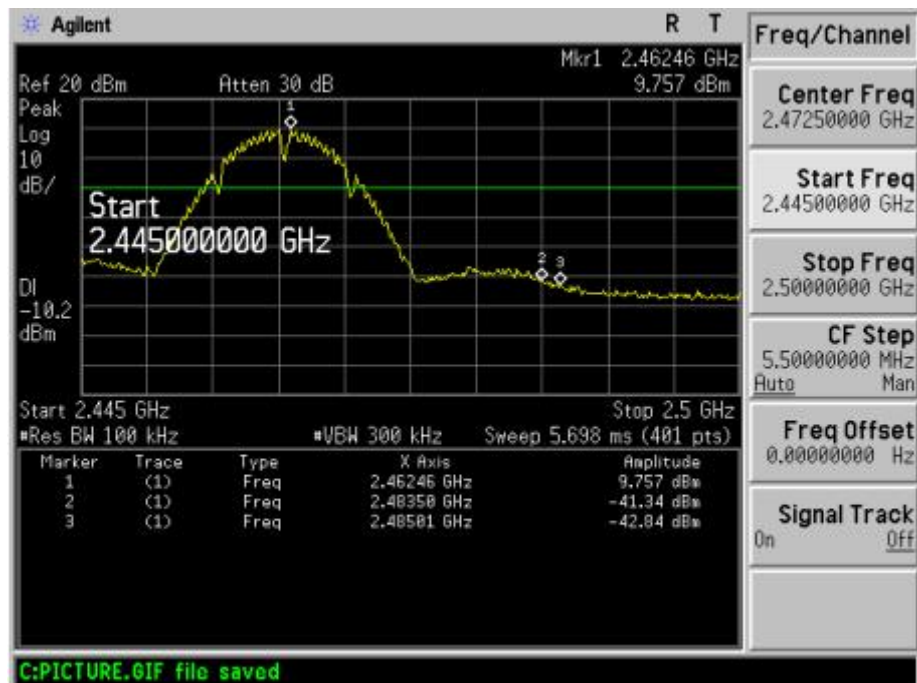 Agilent R T
Mkr1 2.46246 GHz
Ref 20 dBm Atten 30 dB 9.757 dBm
Peak
Log
10
dB/
1
Start
2.445000000 GHz
2 3
DI
-10.2
dBm
Start 2.445 GHz Stop 2.5 GHz
#Res BW 100 kHz #VBW 300 kHz Sweep 5.698 ms (401 pts)
Marker Trace Type X Axis Amplitude
1 (1) Freq 2.46246 GHz 9.757 dBm
2 (1) Freq 2.48350 GHz -41.34 dBm
3 (1) Freq 2.48501 GHz -42.84 dBm
C:PICTURE.GIF file saved
Freq/Channel
Center Freq
2.47250000 GHz
Start Freq
2.44500000 GHz
Stop Freq
2.50000000 GHz
CF Step
5.50000000 MHz
Auto Man
Freq Offset
0.00000000 Hz
Signal Track
On Off